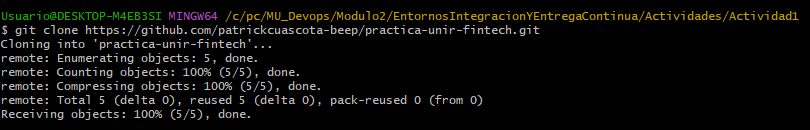 Usuario@DESKTOP-M4EB3SI MINGW64 /c/pc/MU_Devops/Modulo2/EntornosIntegracionYEntregaContinua/Actividades/Actividad1
$ git clone https://github.com/patrickcuascota-beep/practica-unir-fintech.git
Cloning into 'practica-unir-fintech'...
remote: Enumerating objects: 5, done.
remote: Counting objects: 100% (5/5), done.
remote: Compressing objects: 100% (5/5), done.
remote: Total 5 (delta 0), reused 5 (delta 0), pack-reused 0 (from 0)
Receiving objects: 100% (5/5), done.